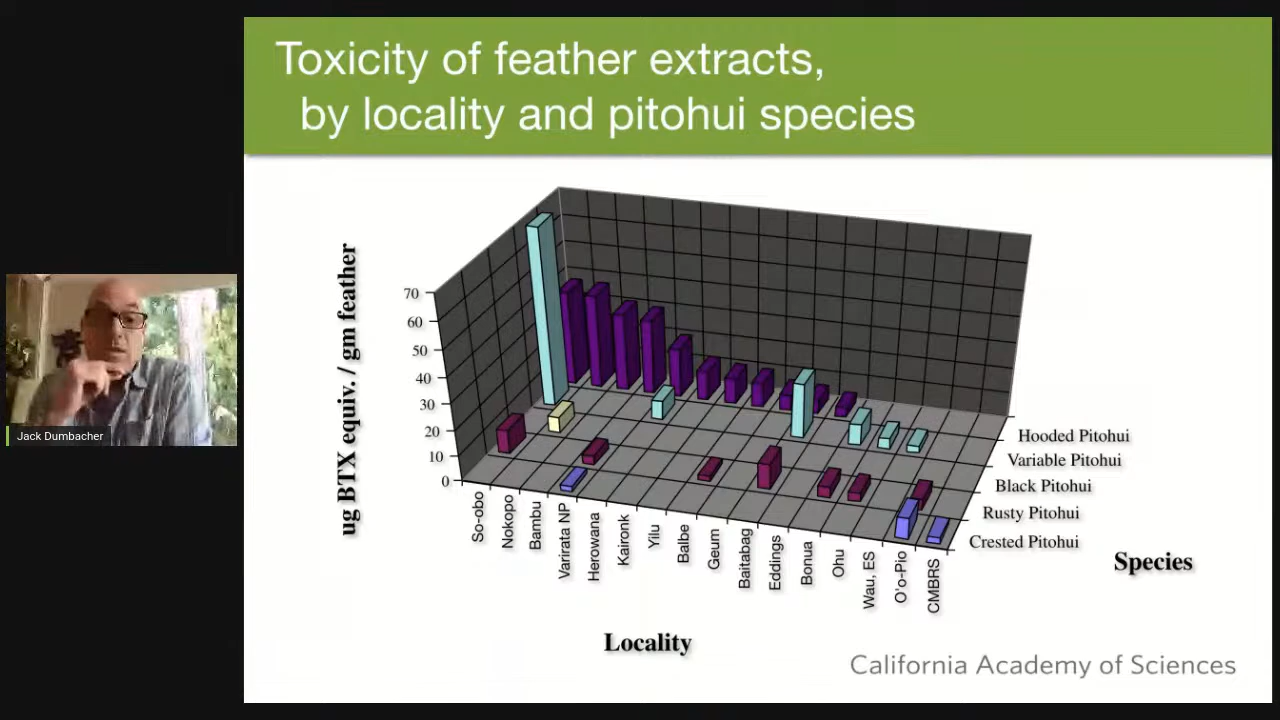 Toxicity of feather extracts,
by locality and pitohui species
ug BTX equiv. / gm feather
70
60
50
40
30
20
10
0
So-obo
Nokopo
Bambu
Varirata NP
Herowana
Kaironk
Yilu
Balbe
Geum
Baitabag
Eddings
Bonua
Ohu
Wau, ES
O'o-Pio
CMBRS
Hooded Pitohui
Variable Pitohui
Black Pitohui
Rusty Pitohui
Crested Pitohui
Species
Locality
California Academy of Sciences
Jack Dumbacher